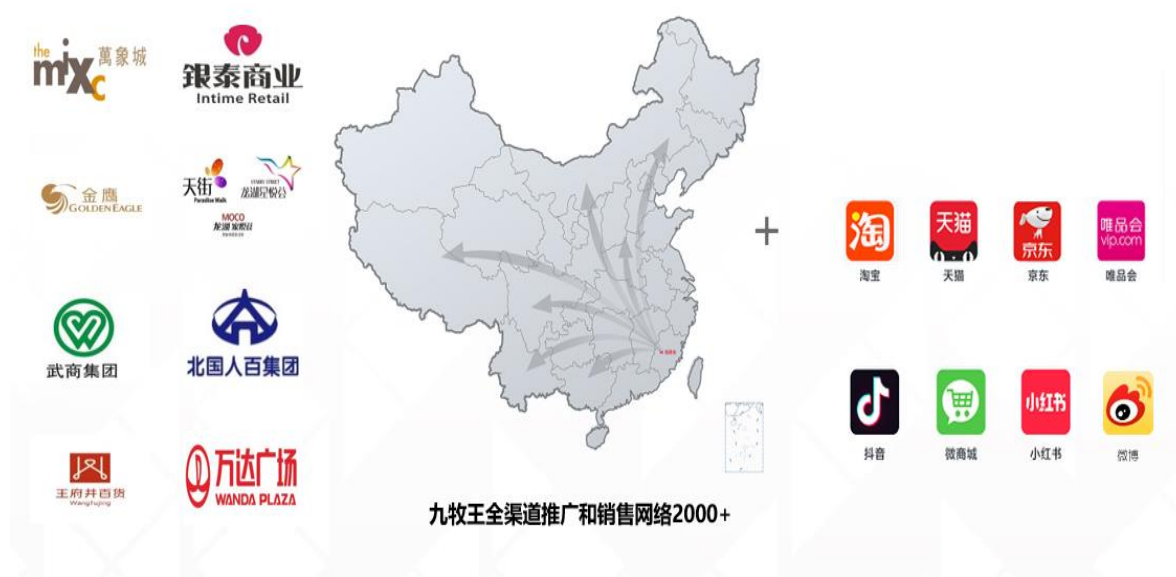 the mixc 萬象城
銀泰商业
Intime Retail
金鹰
GOLDEN EAGLE
天街
Paradise Walk
龙湖星悦荟
MOCO
龙湖 家悦荟
武商集团
北国人百集团
王府井百货
Wangfujing
万达广场
WANDA PLAZA
+
淘
淘宝
天猫
天猫
京东
京东
唯品会
vip.com
唯品会
抖音
微商城
小红书
小红书
微博
九牧王全渠道推广和销售网络2000+